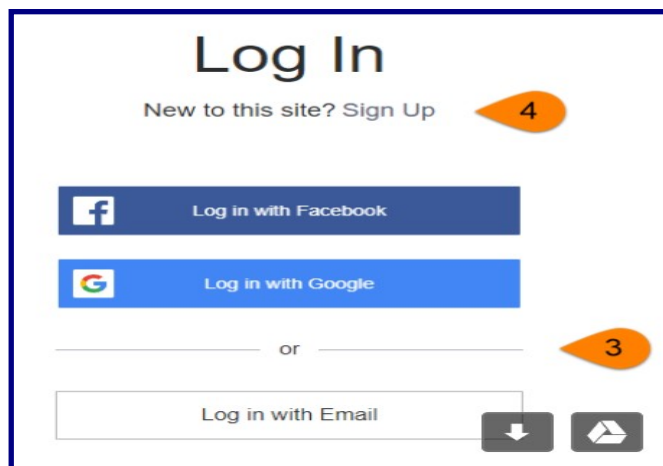 Log In
New to this site? Sign Up
4
Log in with Facebook
Log in with Google
or
3
Log in with Email